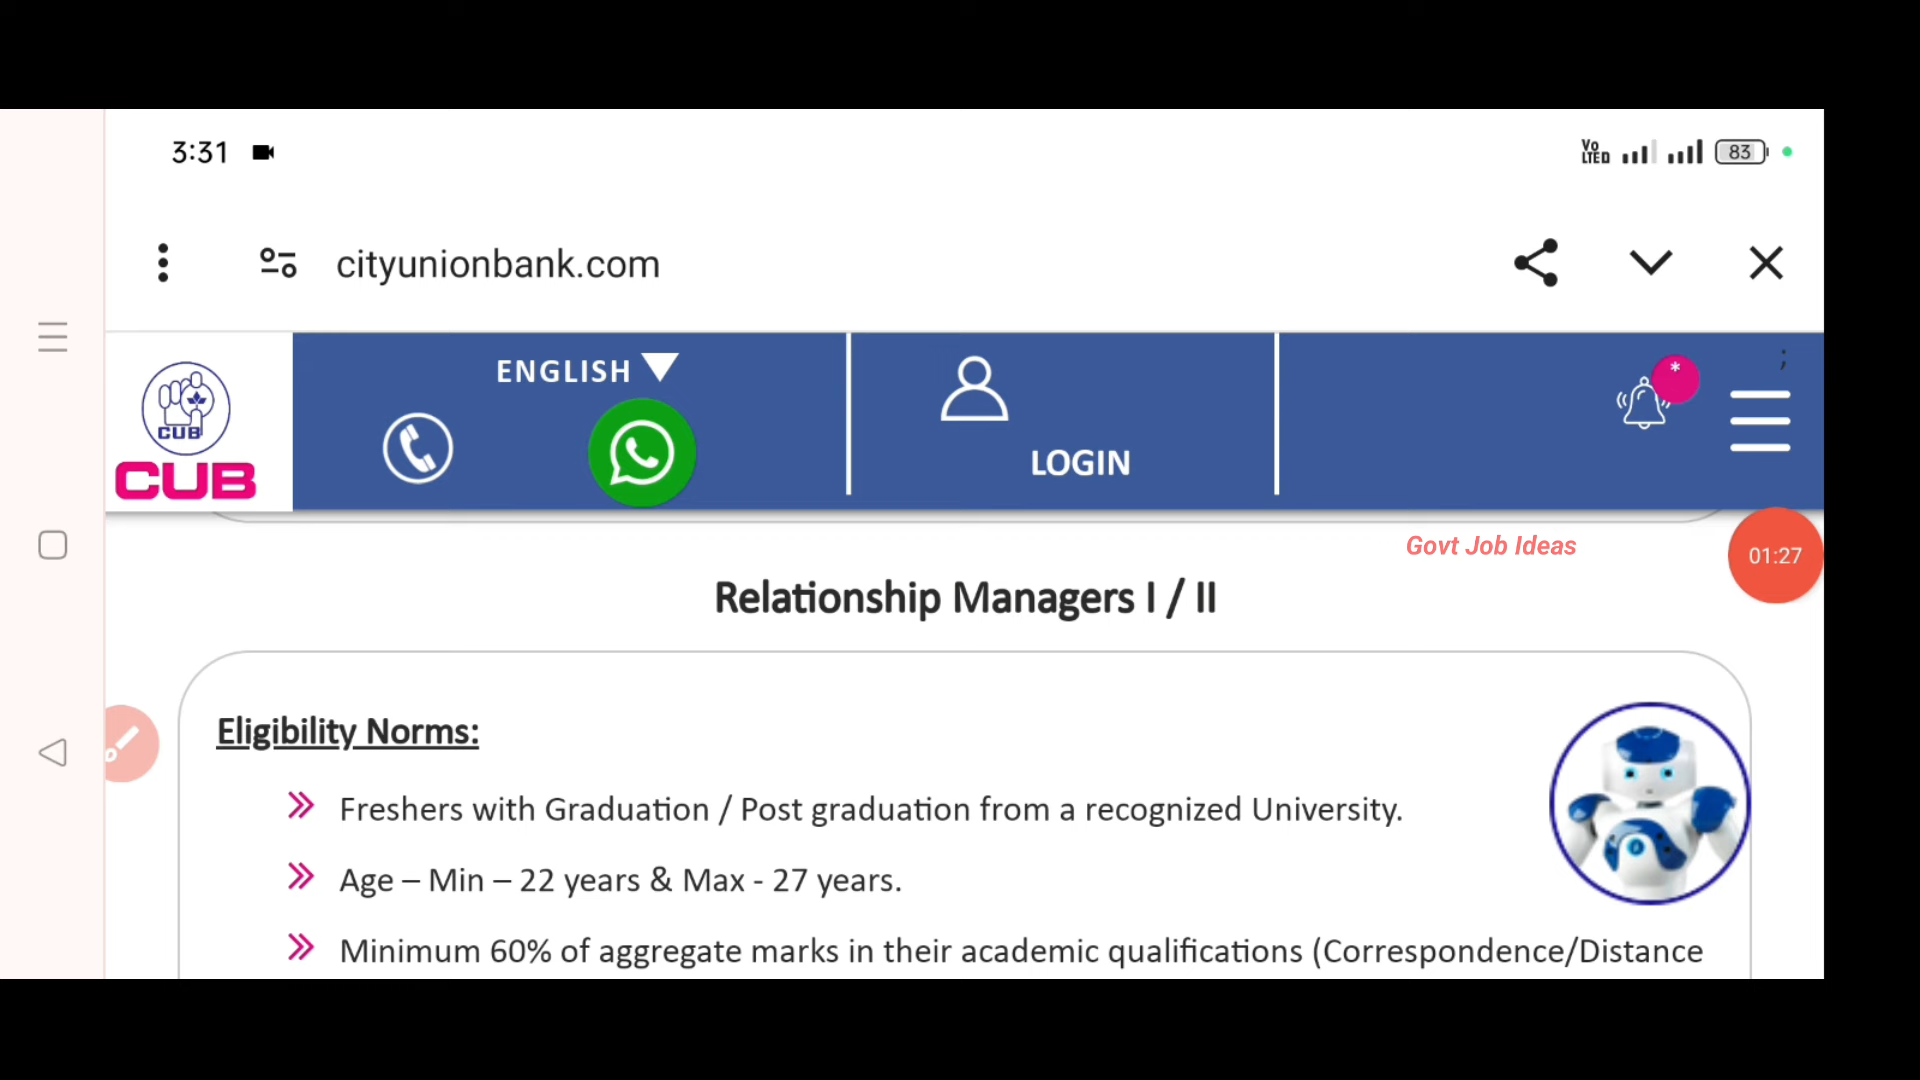 3:31
Vo
LTED
83
cityunionbank.com
CUB
CUB
ENGLISH
LOGIN
*
;
Govt Job Ideas
01:27
Relationship Managers I / II
Eligibility Norms:
Freshers with Graduation / Post graduation from a recognized University.
Age – Min – 22 years & Max - 27 years.
Minimum 60% of aggregate marks in their academic qualifications (Correspondence/Distance